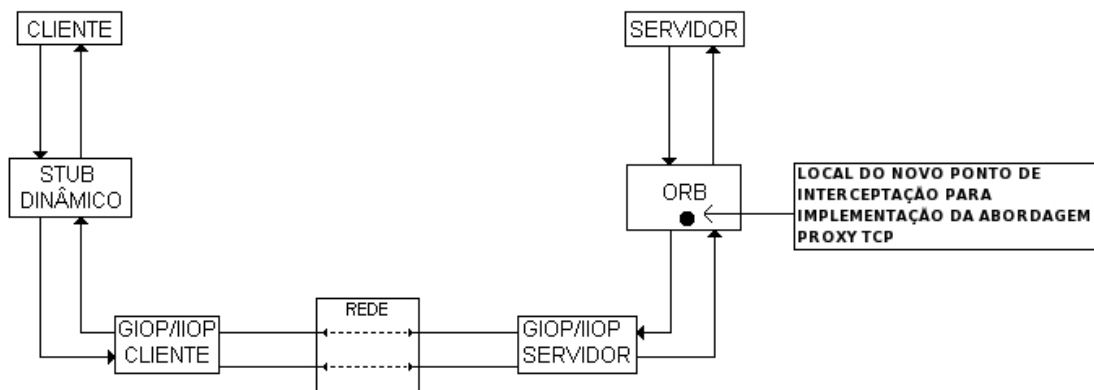 CLIENTE
SERVIDOR
STUB
DINÂMICO
ORB
LOCAL DO NOVO PONTO DE
INTERCEPTAÇÃO PARA
IMPLEMENTAÇÃO DA ABORDAGEM
PROXY TCP
REDE
GIOP/IIOP
CLIENTE
GIOP/IIOP
SERVIDOR